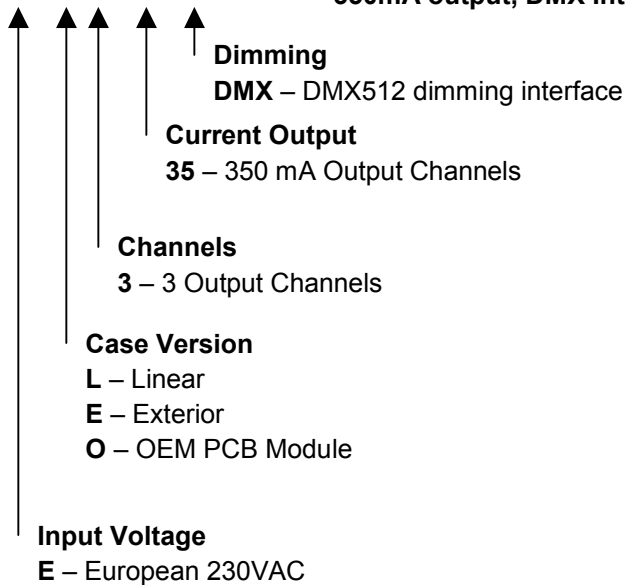 Dimming
DMX – DMX512 dimming interface
Current Output
35 – 350 mA Output Channels
Channels
3 – 3 Output Channels
Case Version
L – Linear
E – Exterior
O – OEM PCB Module
Input Voltage
E – European 230VAC